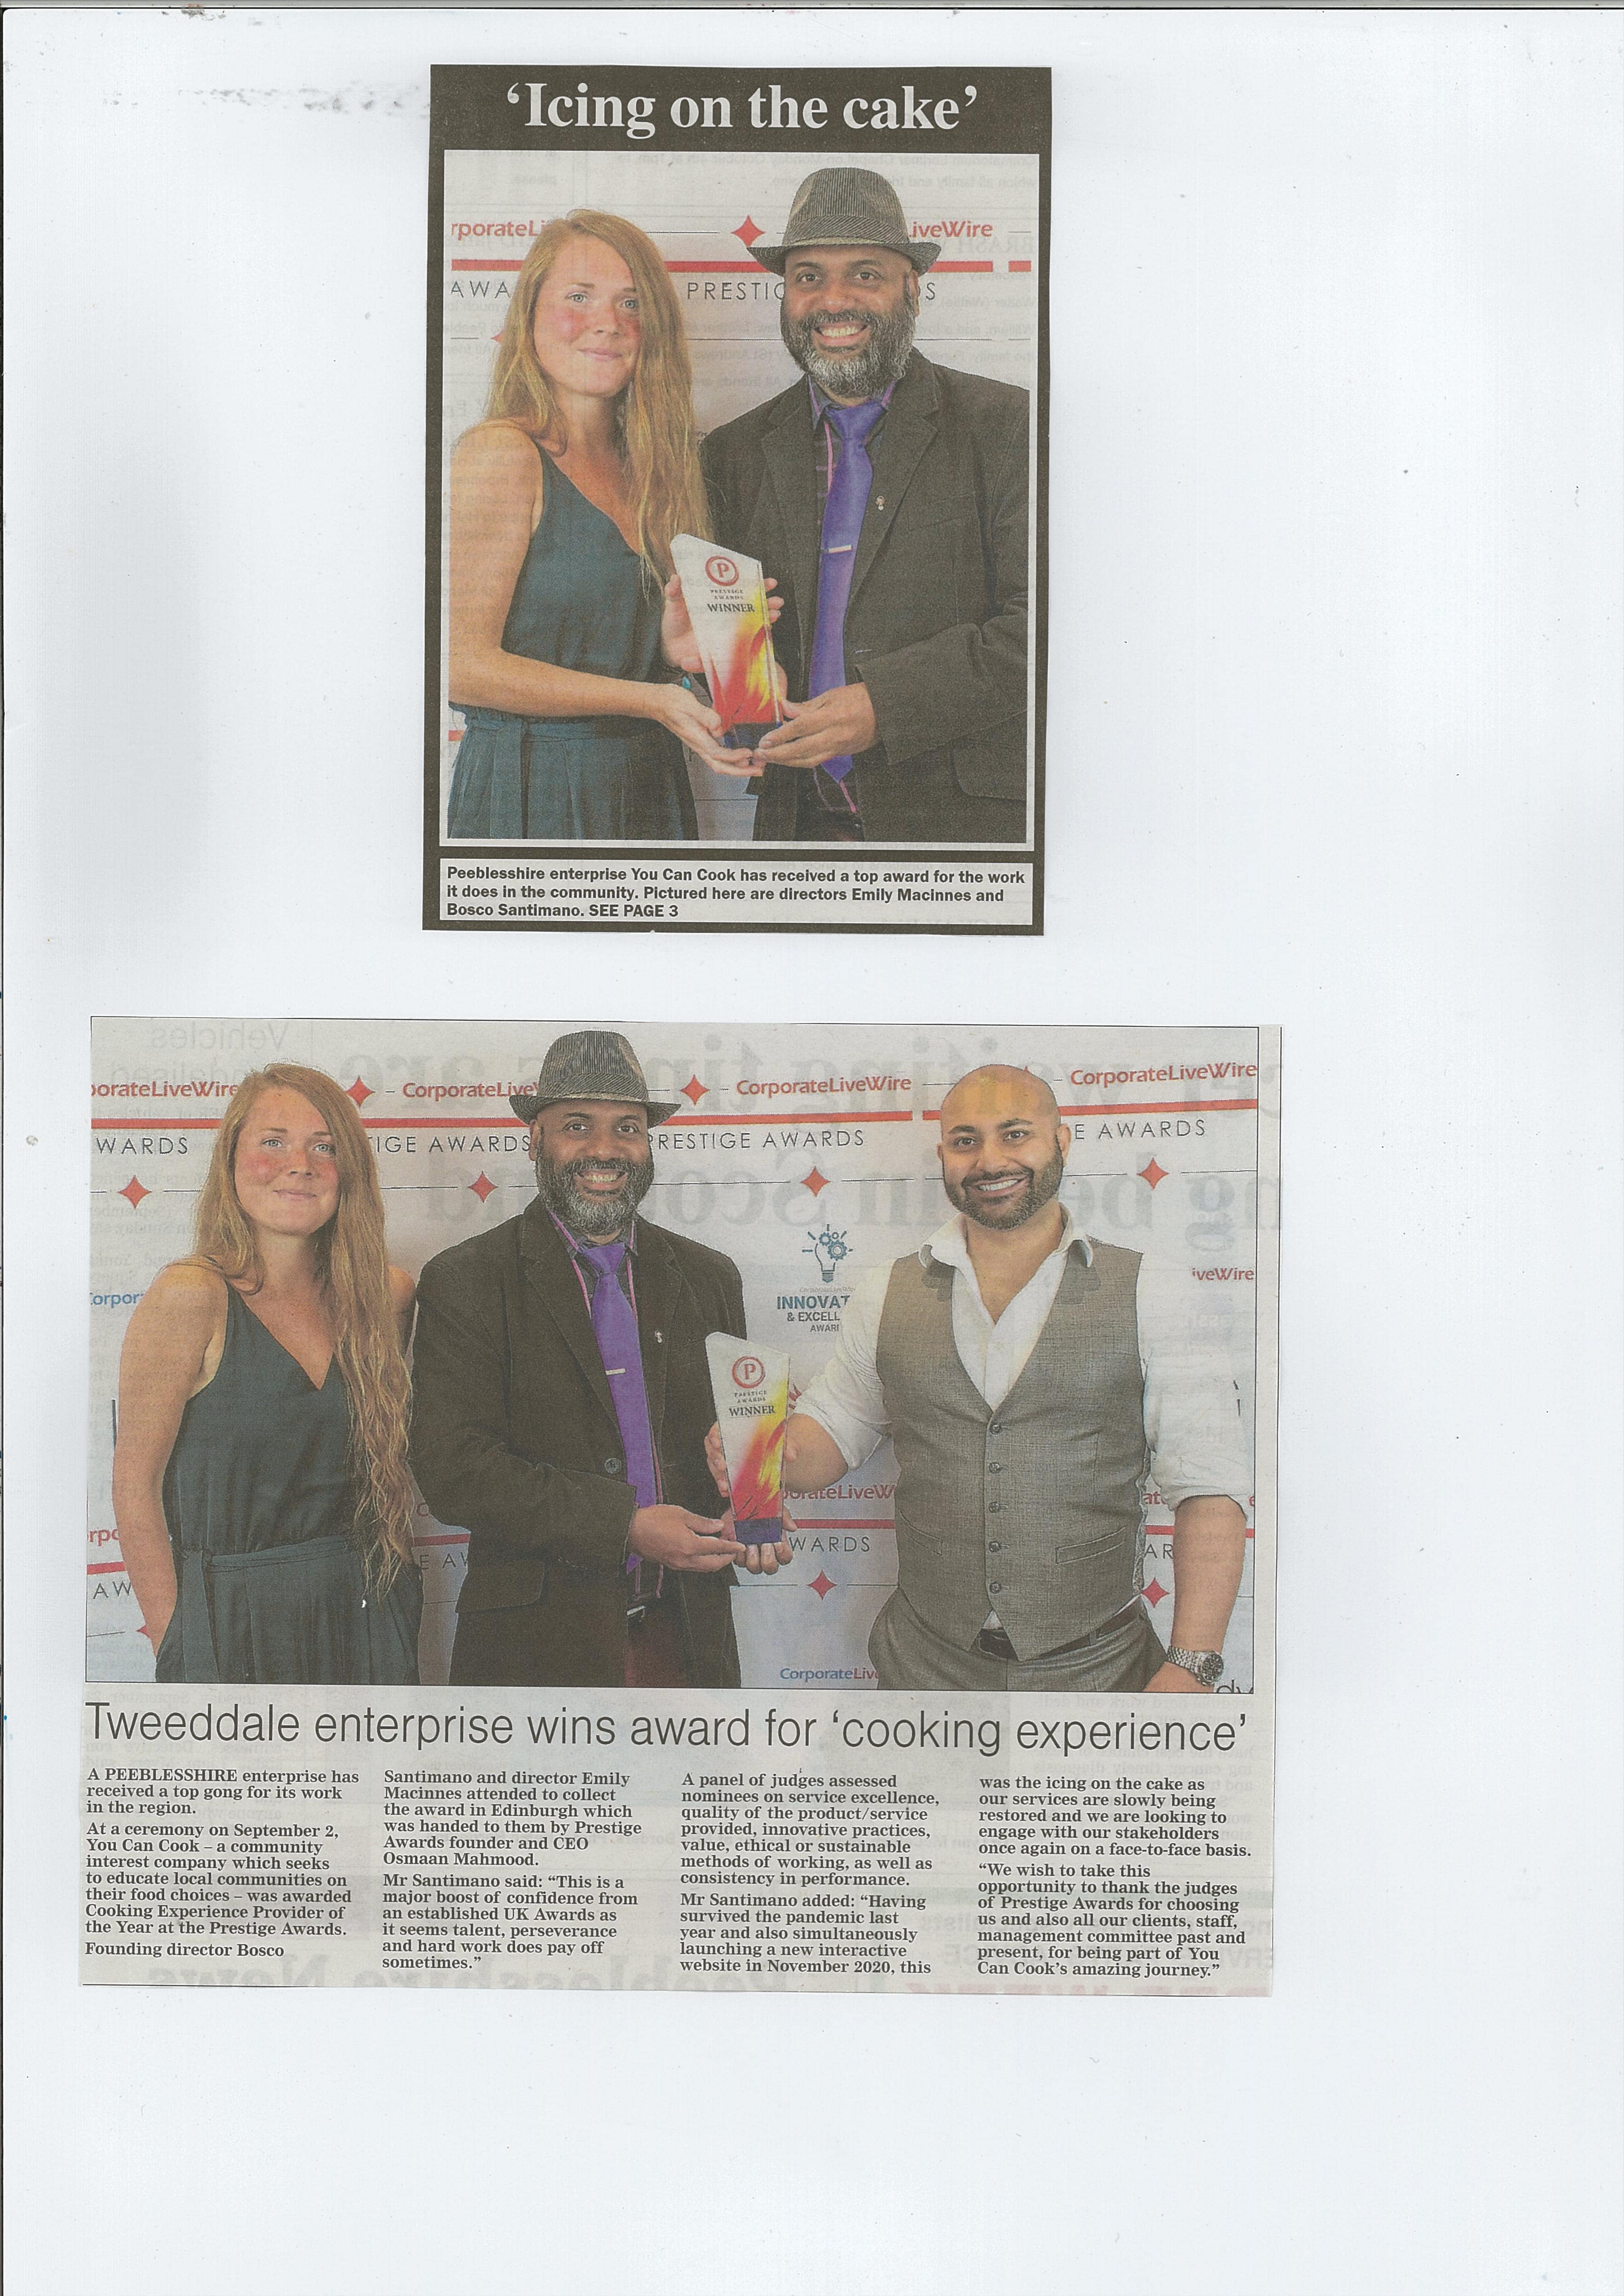 ‘Icing on the cake’
rporateLi
iveWire
AWA
PRESTIG
S
P
PRESTIGE
AWARDS
WINNER
Peeblesshire enterprise You Can Cook has received a top award for the work
it does in the community. Pictured here are directors Emily Macinnes and
Bosco Santimano. SEE PAGE 3
porateLiveWire
CorporateLiveW
CorporateLiveWire
CorporateLiveWire
WARDS
TIGE AWARDS
PRESTIGE AWARDS
E AWARDS
iveWire
Corpor
INNOVAT
& EXCELL
AWAR
P
PRESTIGE
AWARDS
WINNER
porateLiveW
rpo
WARDS
E AW
AR
AW
CorporateLiv
Tweeddale enterprise wins award for ‘cooking experience’
A PEEBLESSHIRE enterprise has
received a top gong for its work
in the region.
At a ceremony on September 2,
You Can Cook – a community
interest company which seeks
to educate local communities on
their food choices – was awarded
Cooking Experience Provider of
the Year at the Prestige Awards.
Founding director Bosco
Santimano and director Emily
Macinnes attended to collect
the award in Edinburgh which
was handed to them by Prestige
Awards founder and CEO
Osmaan Mahmood.
Mr Santimano said: “This is a
major boost of confidence from
an established UK Awards as
it seems talent, perseverance
and hard work does pay off
sometimes.”
A panel of judges assessed
nominees on service excellence,
quality of the product/service
provided, innovative practices,
value, ethical or sustainable
methods of working, as well as
consistency in performance.
Mr Santimano added: “Having
survived the pandemic last
year and also simultaneously
launching a new interactive
website in November 2020, this
was the icing on the cake as
our services are slowly being
restored and we are looking to
engage with our stakeholders
once again on a face-to-face basis.
“We wish to take this
opportunity to thank the judges
of Prestige Awards for choosing
us and also all our clients, staff,
management committee past and
present, for being part of You
Can Cook’s amazing journey.”